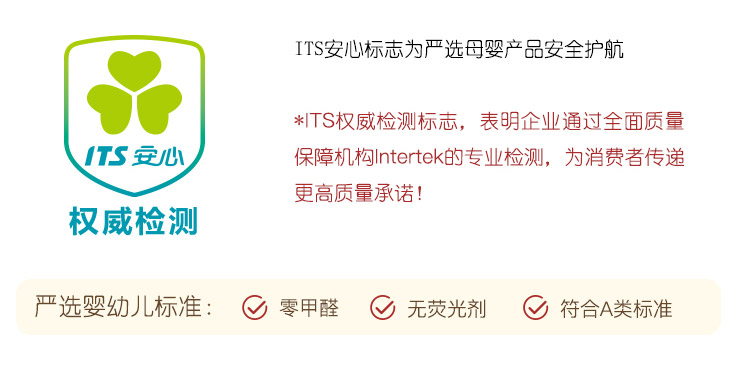 ITS安心标志为严选母婴产品安全护航
*ITS权威检测标志，表明企业通过全面质量
保障机构Intertek的专业检测，为消费者传递
更高质量承诺！
ITS 安心
权威检测
严选婴幼儿标准： 零甲醛 无荧光剂 符合A类标准